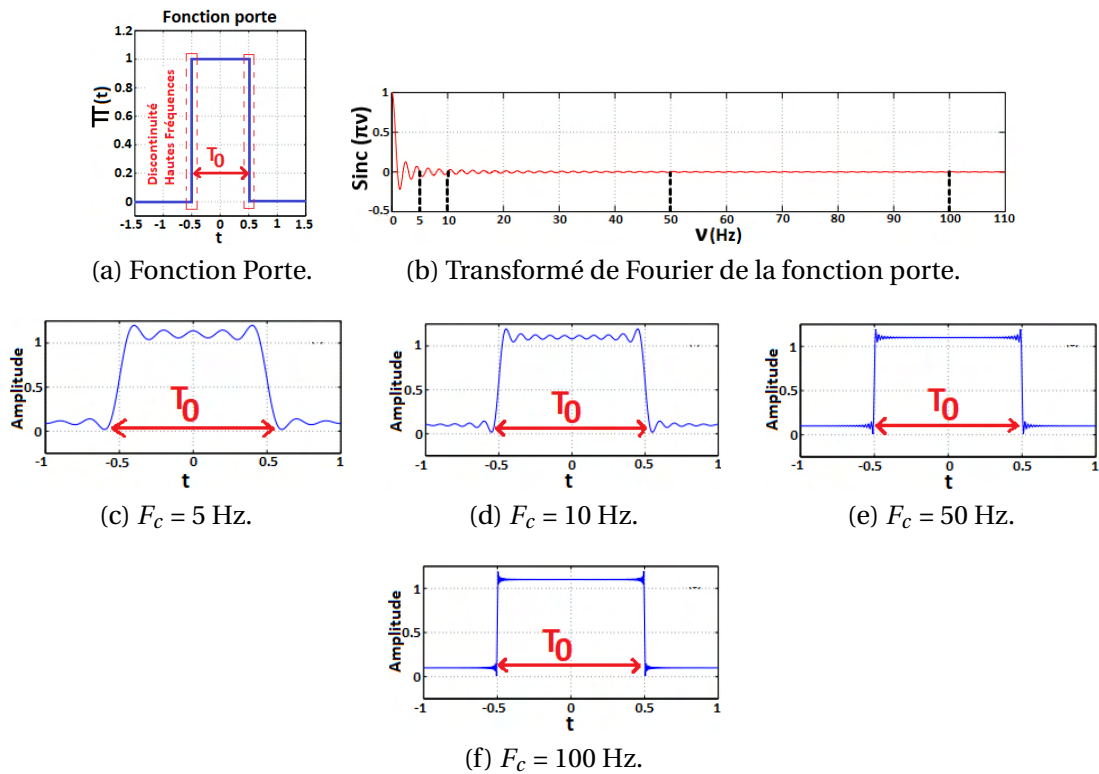 Fonction porte
1.2
1
0.8
0.6
0.4
0.2
0
-1.5 -1 -0.5 0 0.5 1 1.5
t
∏(t)
Discontinuité
Hautes Fréquences
T0
(a) Fonction Porte.
Sinc (πν)
1
0.5
0
-0.5
0 5 10 20 30 40 50 60 70 80 90 100 110
ν(Hz)
(b) Transformé de Fourier de la fonction porte.
Amplitude
1
0.5
0
T0
-1 -0.5 0 0.5 1
t
(c) Fc = 5 Hz.
Amplitude
1
0.5
0
T0
-1 -0.5 0 0.5 1
t
(d) Fc = 10 Hz.
Amplitude
1
0.5
0
T0
-1 -0.5 0 0.5 1
t
(e) Fc = 50 Hz.
Amplitude
1
0.5
0
T0
-1 -0.5 0 0.5 1
t
(f) Fc = 100 Hz.